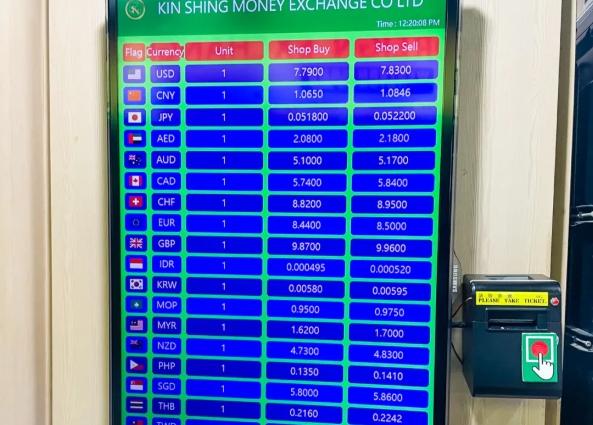 KIN SHING MONEY EXCHANGE CO LTD
Time : 12:20:08 PM
Flag Currency Unit Shop Buy Shop Sell
USD 1 7.7900 7.8300
CNY 1 1.0650 1.0846
JPY 1 0.051800 0.052200
AED 1 2.0800 2.1800
AUD 1 5.1000 5.1700
CAD 1 5.7400 5.8400
CHF 1 8.8200 8.9500
EUR 1 8.4400 8.5000
GBP 1 9.8700 9.9600
IDR 1 0.000495 0.000520
KRW 1 0.00580 0.00595
MOP 1 0.9500 0.9750
MYR 1 1.6200 1.7000
NZD 1 4.7300 4.8300
PHP 1 0.1350 0.1410
SGD 1 5.8000 5.8600
THB 1 0.2160 0.2242
TWD
SAMSUNG
PLEASE TAKE TICKET